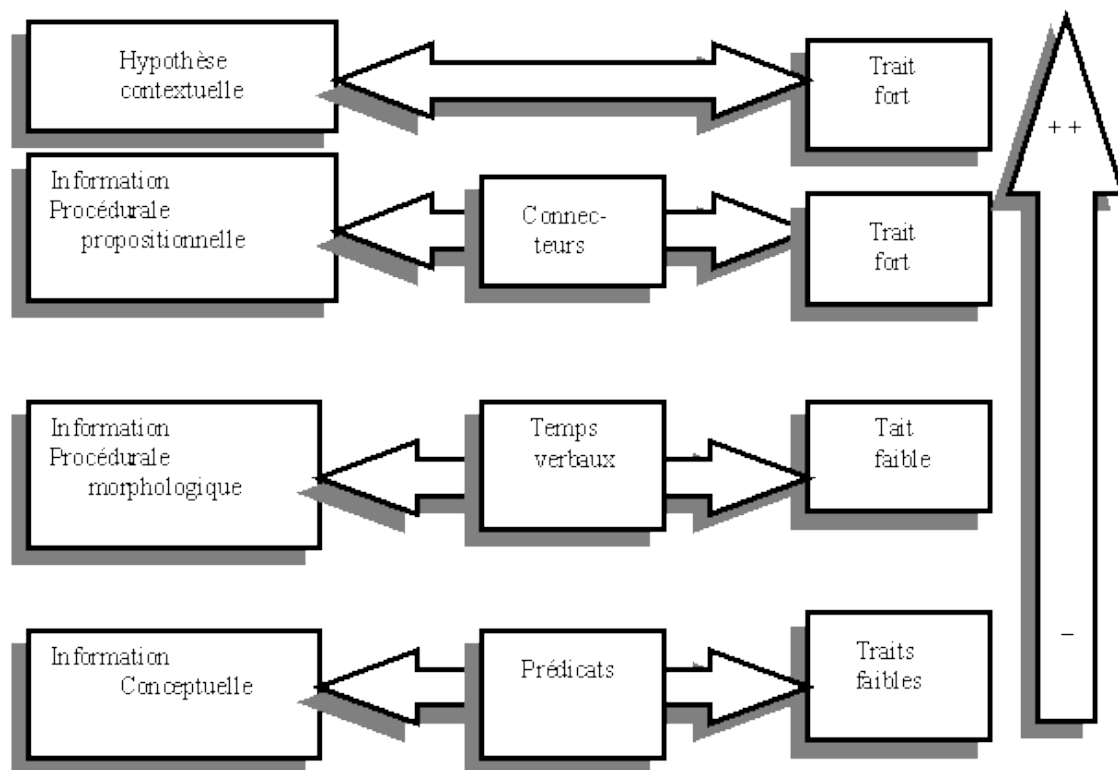 Hypothèse
contextuelle
Trait
fort
+ +
Information
Procédurale
propositionnelle
Connec-
teurs
Trait
fort
Information
Procédurale
morphologique
Temps
verbaux
Tait
faible
Information
Conceptuelle
Prédicats
Traits
faibles
–